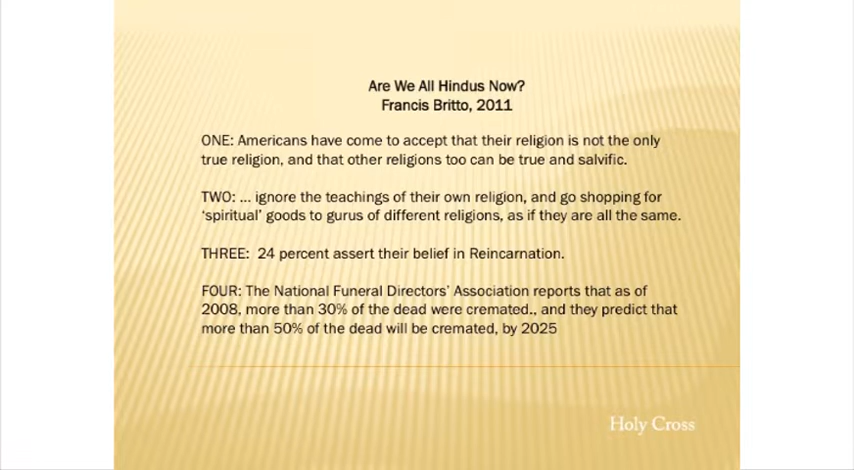 Are We All Hindus Now?
Francis Britto, 2011
ONE: Americans have come to accept that their religion is not the only
true religion, and that other religions too can be true and salvific.
TWO: ... ignore the teachings of their own religion, and go shopping for
‘spiritual’ goods to gurus of different religions, as if they are all the same.
THREE:  24 percent assert their belief in Reincarnation.
FOUR: The National Funeral Directors’ Association reports that as of
2008, more than 30% of the dead were cremated., and they predict that
more than 50% of the dead will be cremated, by 2025
Holy Cross